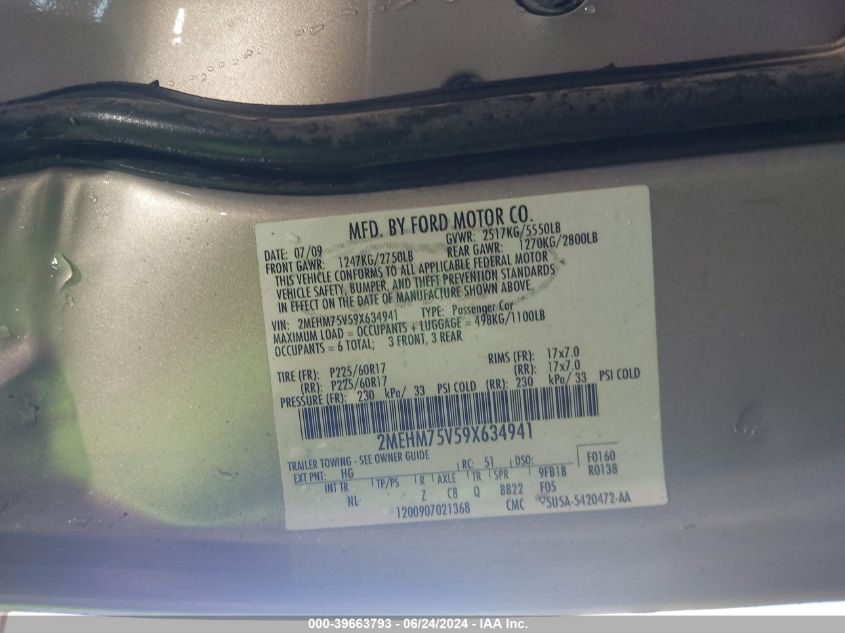 MFD. BY FORD MOTOR CO.
DATE: 07/09 GVWR: 2517KG/5550LB
FRONT GAWR: 1247KG/2750LB REAR GAWR: 1270KG/2800LB
THIS VEHICLE CONFORMS TO ALL APPLICABLE FEDERAL MOTOR
VEHICLE SAFETY, BUMPER, AND THEFT PREVENTION STANDARDS
IN EFFECT ON THE DATE OF MANUFACTURE SHOWN ABOVE.
VIN: 2MEHM75V59X634941 TYPE: Passenger Car
MAXIMUM LOAD = OCCUPANTS + LUGGAGE = 498KG/1100LB
OCCUPANTS = 6 TOTAL; 3 FRONT, 3 REAR
TIRE (FR): P225/60R17 RIMS (FR): 17x7.0
(RR): P225/60R17 (RR): 17x7.0
PRESSURE (FR): 230 kPa/ 33 PSI COLD (RR): 230 kPa/ 33 PSI COLD
2MEHM75V59X634941
TRAILER TOWING - SEE OWNER GUIDE
EXT PNT: HG RC: 51 DSO: 9FB1B F0160
INT TR TP/PS R AXLE TR SPR F05 R0138
NL Z C8 Q BB22
1200907021368 CMC 5U5A-5420472-AA
000-39663793 - 06/24/2024 - IAA Inc.